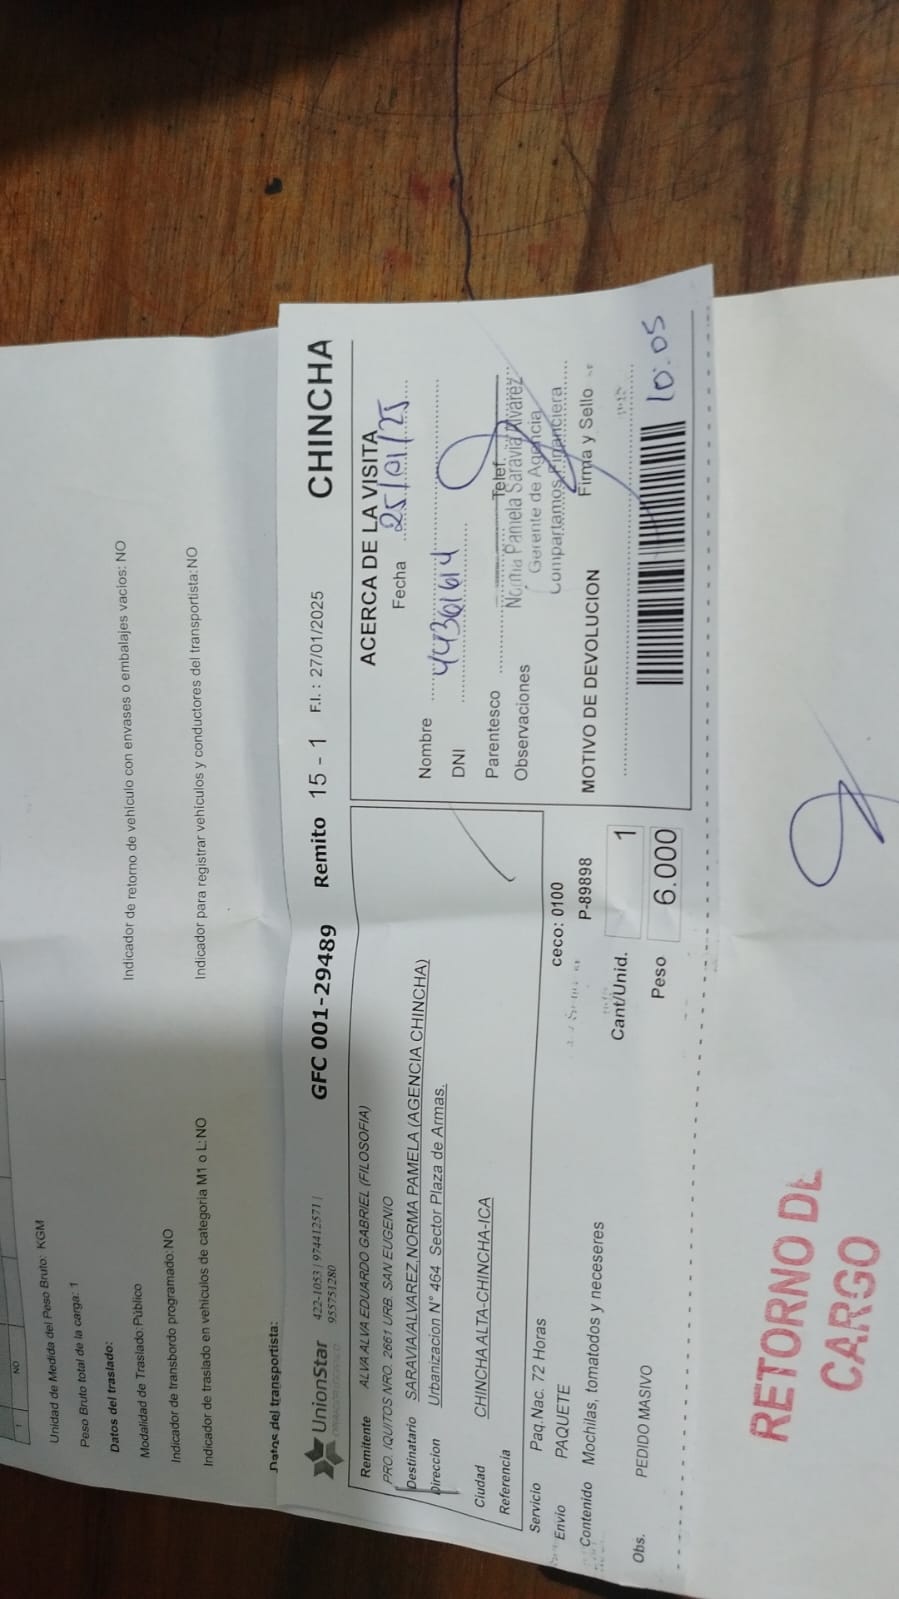 1 NO
Unidad de Medida del Peso Bruto: KGM
Peso Bruto total de la carga: 1
Datos del traslado:
Modalidad de Traslado:Público
Indicador de transbordo programado:NO
Indicador de retorno de vehículo con envases o embalajes vacios: NO
Indicador de traslado en vehículos de categoría M1 o L:NO
Indicador para registrar vehículos y conductores del transportista:NO
Datos del transportista:
UnionStar
422-1053 | 974412571 |
955751280
GFC 001-29489
Remito 15 - 1 F.I.: 27/01/2025 CHINCHA
Remitente ALVA ALVA EDUARDO GABRIEL (FILOSOFIA)
PRO. IQUITOS NRO. 2661 URB. SAN EUGENIO
Destinatario SARAVIA/ALVAREZ,NORMA PAMELA (AGENCIA CHINCHA)
Direccion Urbanizacion N° 464 Sector Plaza de Armas.
Ciudad CHINCHA ALTA-CHINCHA-ICA
Referencia
Servicio Paq.Nac. 72 Horas ceco: 0100
Envio PAQUETE P-89898
Contenido Mochilas, tomatodos y neceseres
Cant/Unid. 1
Obs. PEDIDO MASIVO
Peso 6.000
ACERCA DE LA VISITA
Fecha 25/01/25
Nombre
DNI 44361614
Parentesco Telef.
Observaciones
Norma Pamela Saravia Alvarez
Gerente de Agencia
Compartamos Financiera
MOTIVO DE DEVOLUCION Firma y Sello
10:05
RETORNO DE
CARGO